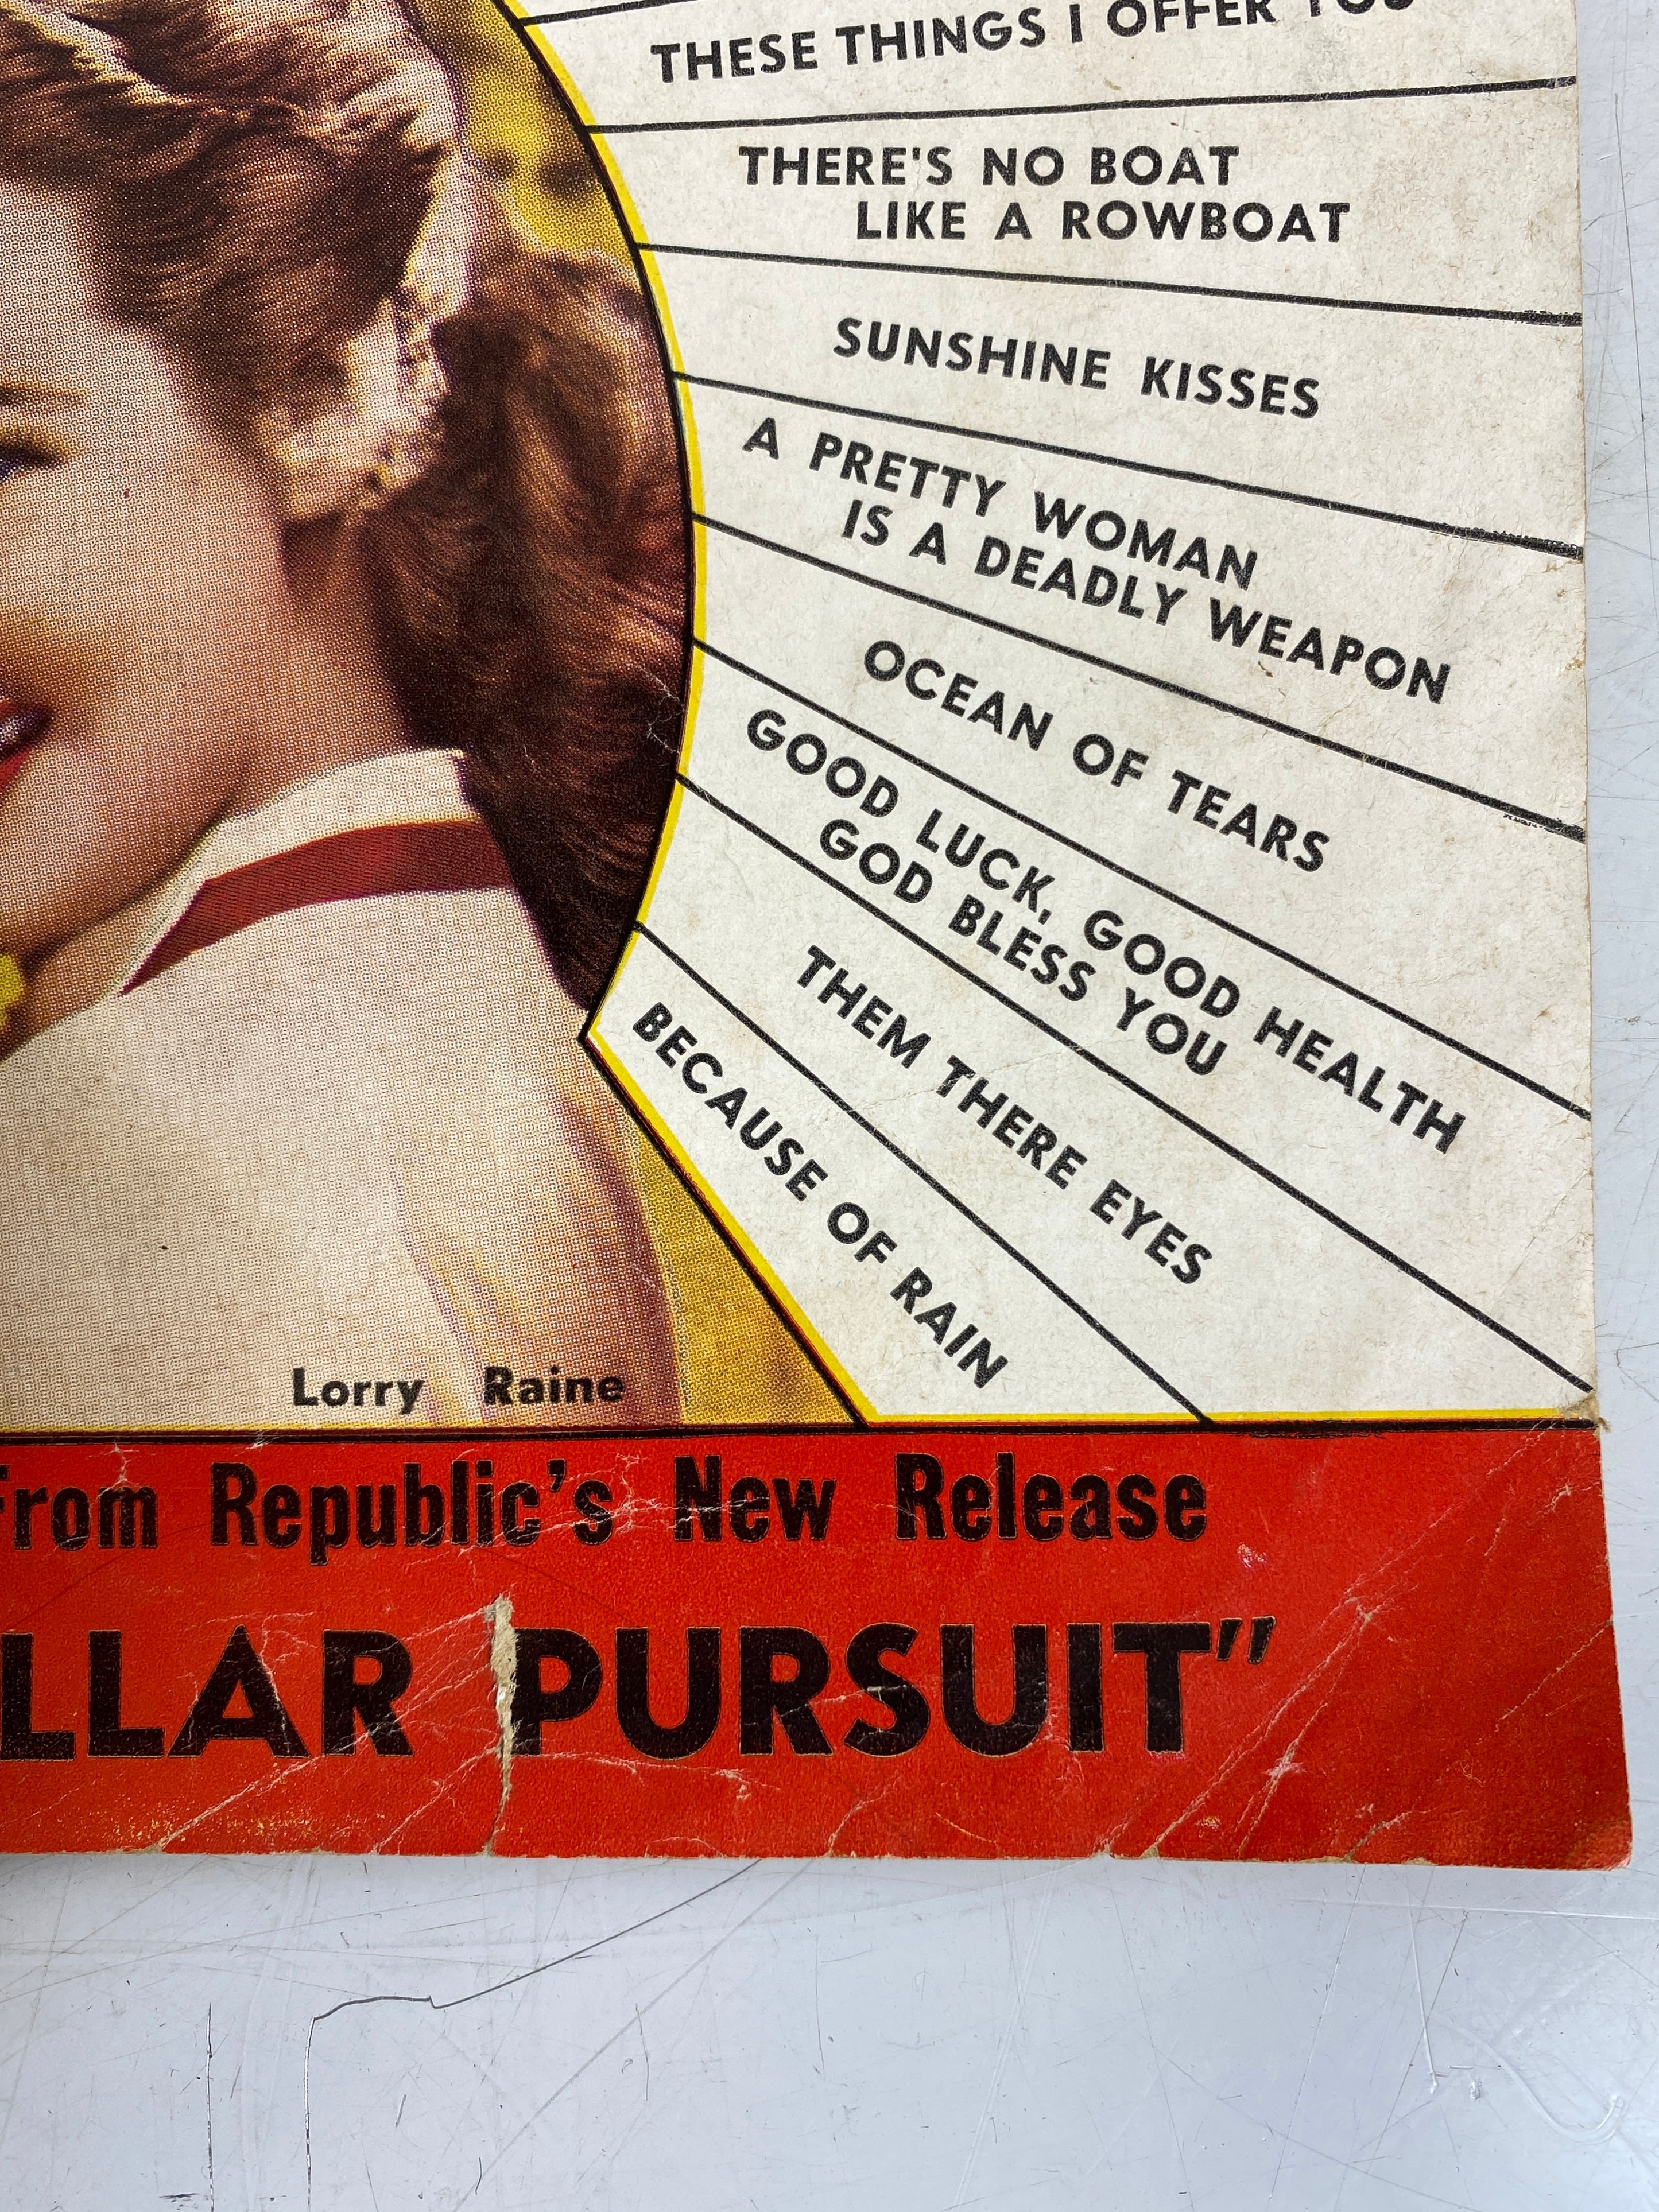 THESE THINGS I OFFER YOU
THERE'S NO BOAT
LIKE A ROWBOAT
SUNSHINE KISSES
A PRETTY WOMAN
IS A DEADLY WEAPON
OCEAN OF TEARS
GOOD LUCK, GOOD HEALTH
GOD BLESS YOU
THEM THERE EYES
BECAUSE OF RAIN
Lorry Raine
From Republic's New Release
LLAR PURSUIT"